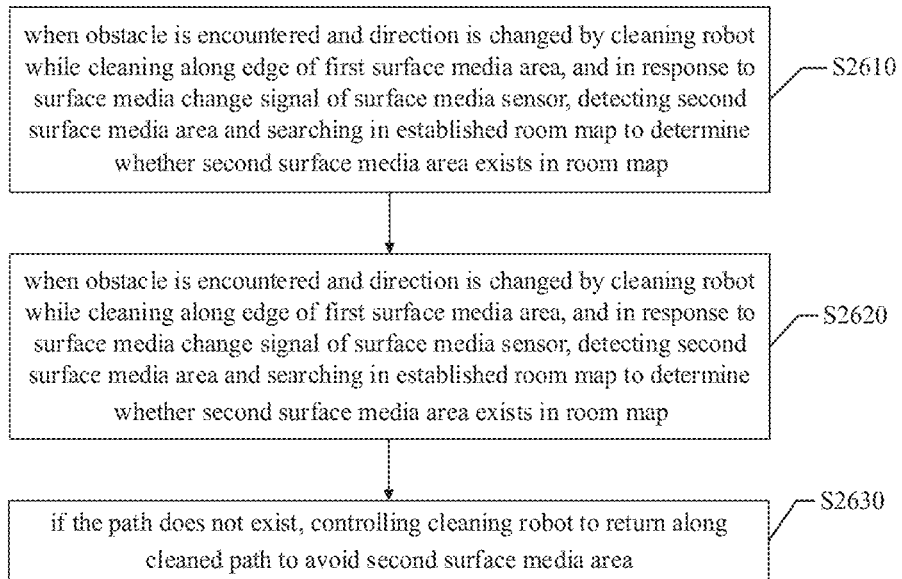 when obstacle is encountered and direction is changed by cleaning robot
while cleaning along edge of first surface media area, and in response to
surface media change signal of surface media sensor, detecting second
surface media area and searching in established room map to determine
whether second surface media area exists in room map
S2610
when obstacle is encountered and direction is changed by cleaning robot
while cleaning along edge of first surface media area, and in response to
surface media change signal of surface media sensor, detecting second
surface media area and searching in established room map to determine
whether second surface media area exists in room map
S2620
if the path does not exist, controlling cleaning robot to return along
cleaned path to avoid second surface media area
S2630